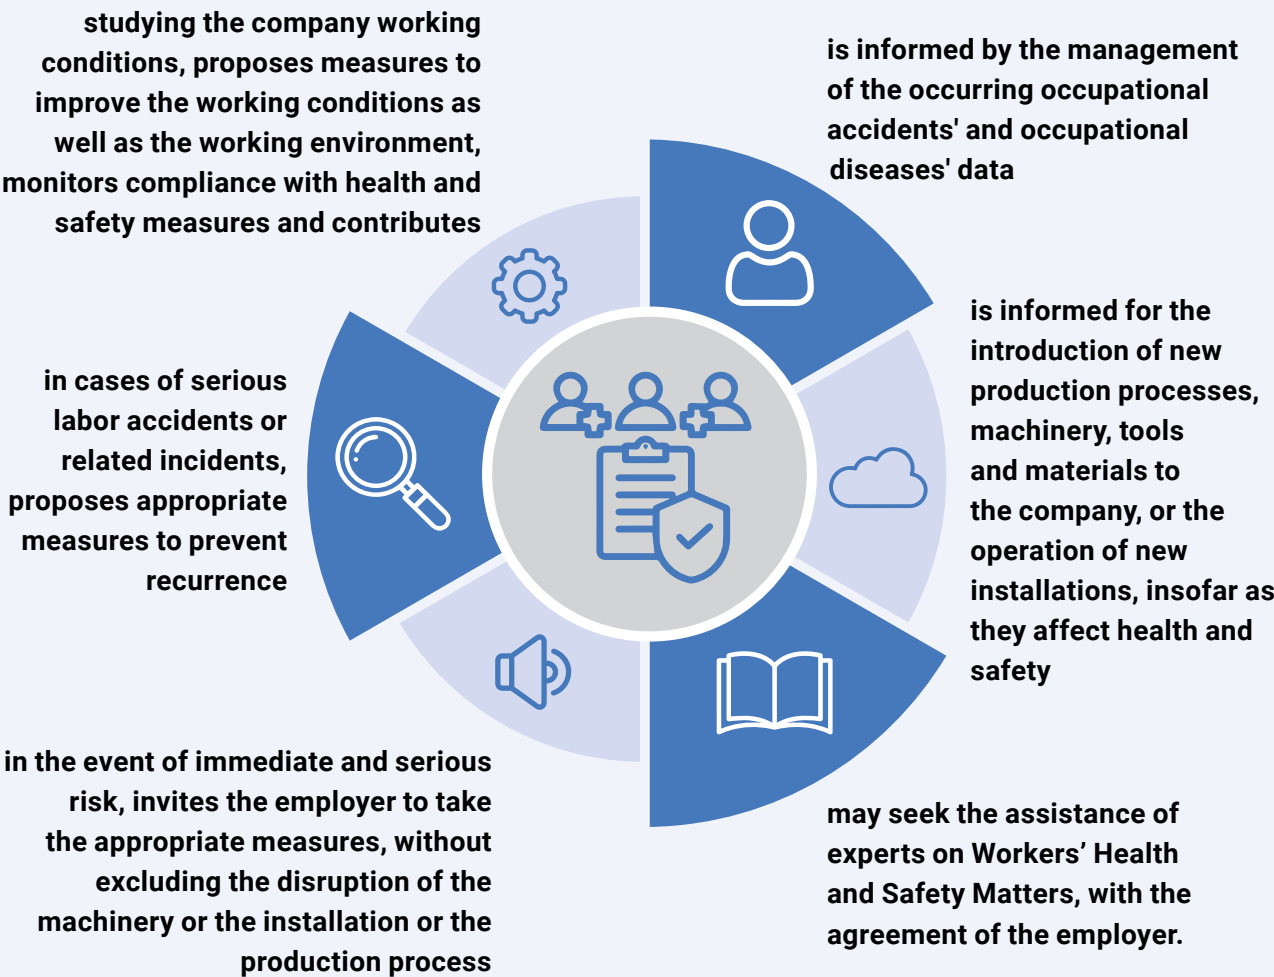 studying the company working
conditions, proposes measures to
improve the working conditions as
well as the working environment,
monitors compliance with health and
safety measures and contributes
is informed by the management
of the occurring occupational
accidents' and occupational
diseases' data
in cases of serious
labor accidents or
related incidents,
proposes appropriate
measures to prevent
recurrence
is informed for the
introduction of new
production processes,
machinery, tools
and materials to
the company, or the
operation of new
installations, insofar as
they affect health and
safety
in the event of immediate and serious
risk, invites the employer to take
the appropriate measures, without
excluding the disruption of the
machinery or the installation or the
production process
may seek the assistance of
experts on Workers’ Health
and Safety Matters, with the
agreement of the employer.